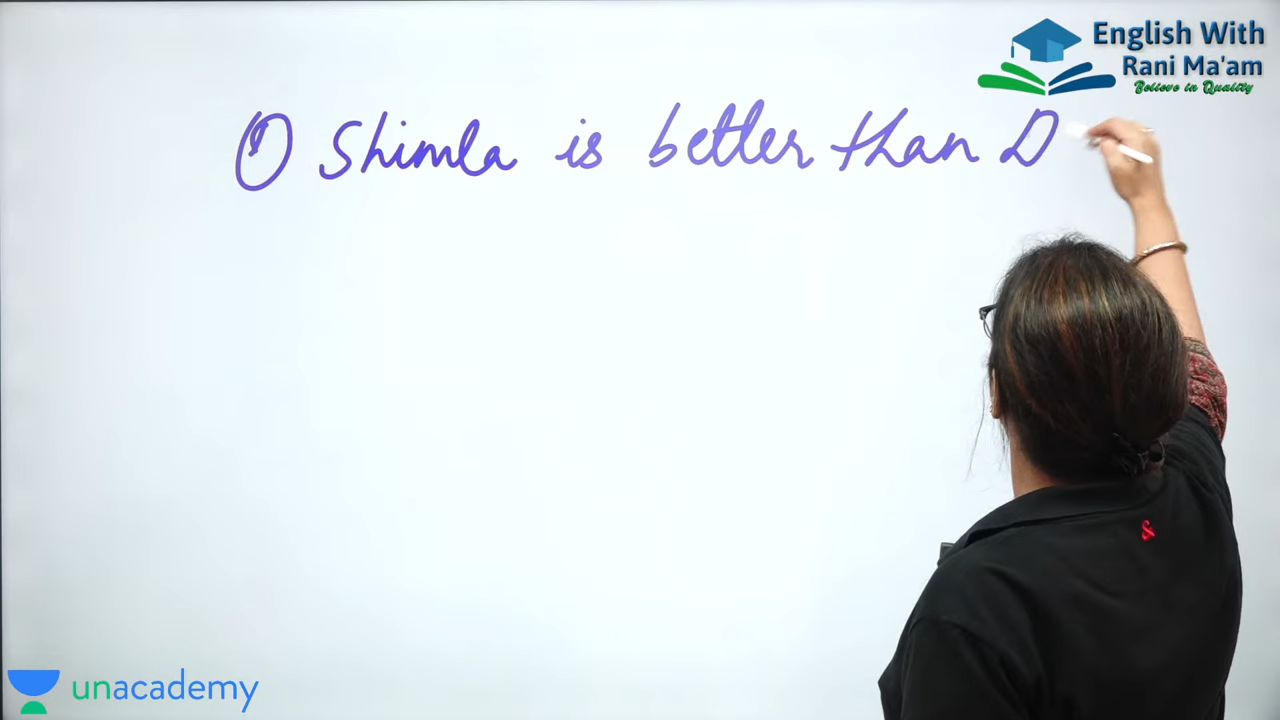 English With
Rani Ma'am
Believe in Quality
① Shimla is better than D
&
unacademy